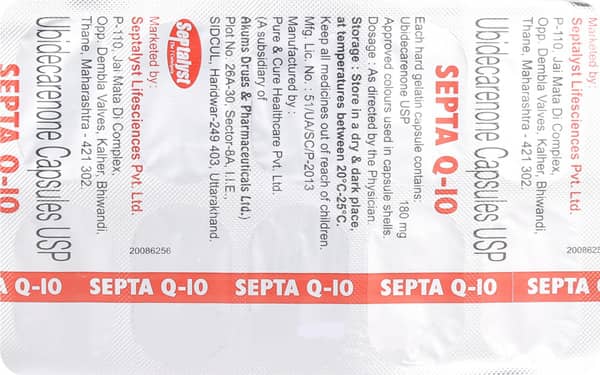 Marketed by :
Septalyst Lifesciences Pvt. Ltd.
P-110, Jai Mata Di Complex,
Opp. Dembla Valves, Kalher, Bhiwandi,
Thane, Maharashtra - 421 302.
20086256
Ubidecarenone Capsules USP
SEPTA Q-10
Each hard gelatin capsule contains:
Ubidecarenone USP 180 mg
Approved colours used in capsule shells.
Dosage : As directed by the Physician.
Storage : Store in a dry & dark place,
at temperatures between 20°C-25°C.
Keep all medicines out of reach of children.
Mfg. Lic. No. : 51/UA/SC/P-2013
Manufactured by :
Pure & Cure Healthcare Pvt. Ltd.
(A subsidiary of
Akums Drugs & Pharmaceuticals Ltd.)
Plot No. 26A-30, Sector-8A, I.I.E.,
SIDCUL, Haridwar-249 403, Uttarakhand.
Septalyst
Marketed by :
Septalyst Lifesciences Pvt. Ltd.
P-110, Jai Mata Di Complex,
Opp. Dembla Valves, Kalher, Bhiwandi,
Thane, Maharashtra - 421 302.
20086256
Ubidecarenone Capsules USP
SEPTA Q-10
A Q-10 SEPTA Q-10 SEPTA Q-10 SEPTA Q-10 SEPTA